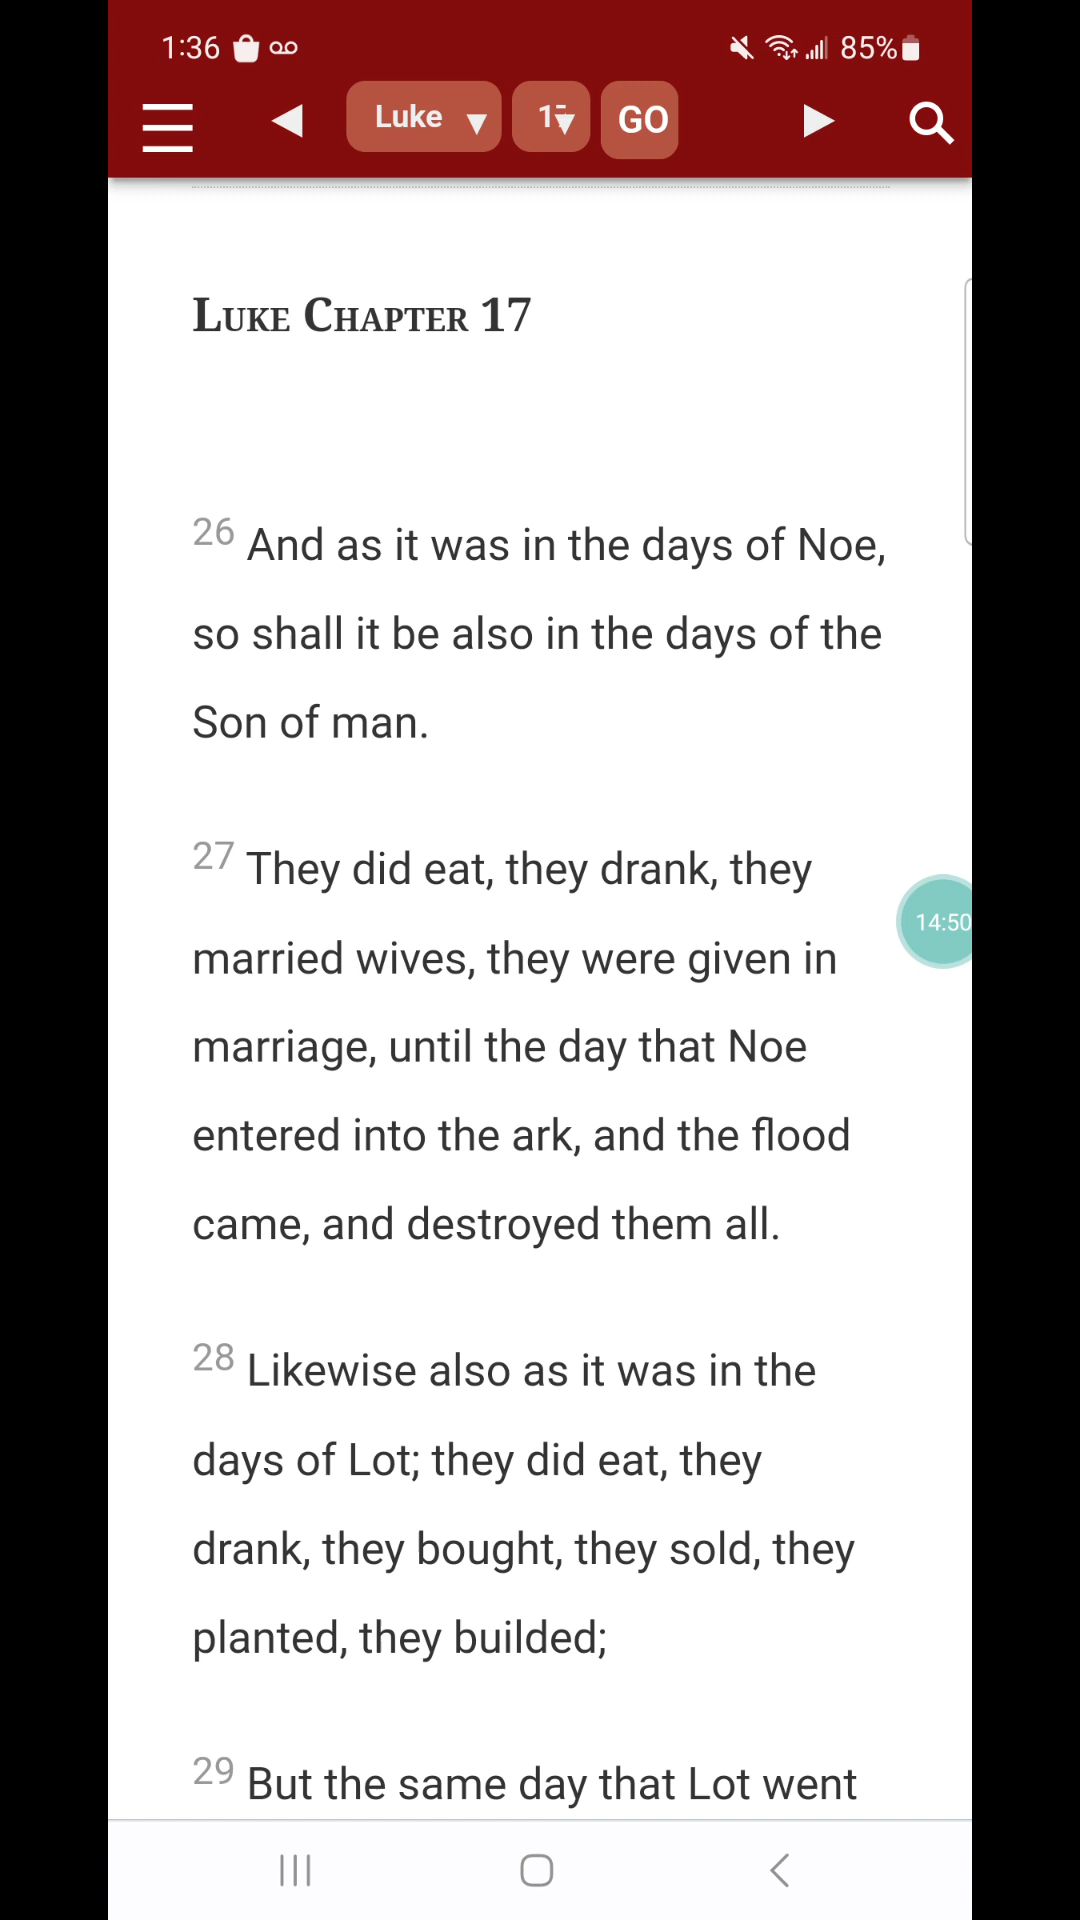 1:36 85%
Luke 17 GO
Luke Chapter 17
26 And as it was in the days of Noe,
so shall it be also in the days of the
Son of man.
27 They did eat, they drank, they
14:50
married wives, they were given in
marriage, until the day that Noe
entered into the ark, and the flood
came, and destroyed them all.
28 Likewise also as it was in the
days of Lot; they did eat, they
drank, they bought, they sold, they
planted, they builded;
29 But the same day that Lot went